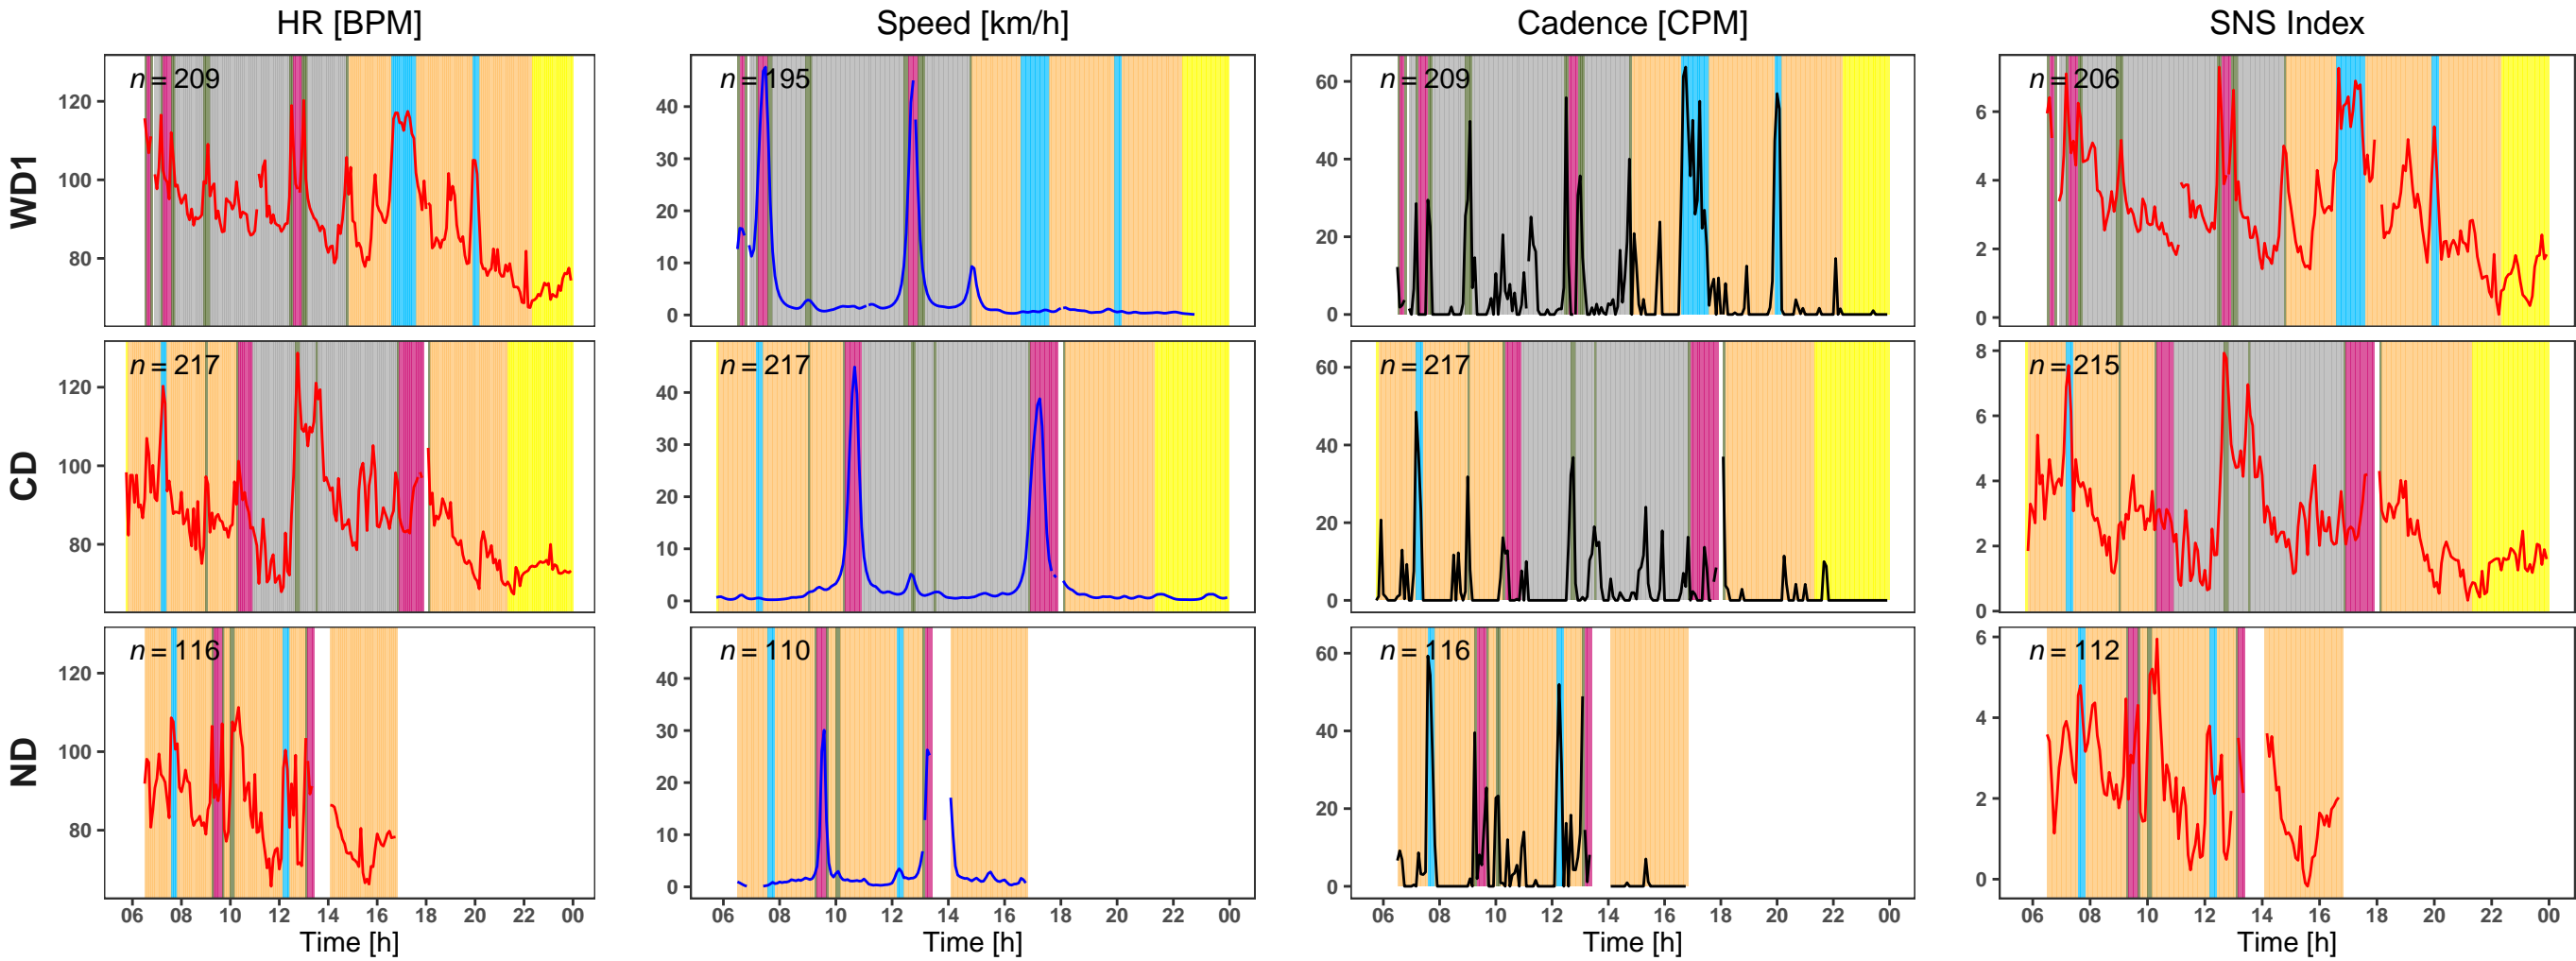 HR [BPM] Speed [km/h] Cadence [CPM] SNS Index
WD1
n = 209
120
100
80
n = 195
40
30
20
10
0
n = 209
60
40
20
0
n = 206
6
4
2
0
CD
n = 217
120
100
80
n = 217
40
30
20
10
0
n = 217
60
40
20
0
n = 215
8
6
4
2
0
ND
n = 116
120
100
80
n = 110
40
30
20
10
0
n = 116
60
40
20
0
n = 112
6
4
2
0
06 08 10 12 14 16 18 20 22 00
Time [h]
06 08 10 12 14 16 18 20 22 00
Time [h]
06 08 10 12 14 16 18 20 22 00
Time [h]
06 08 10 12 14 16 18 20 22 00
Time [h]